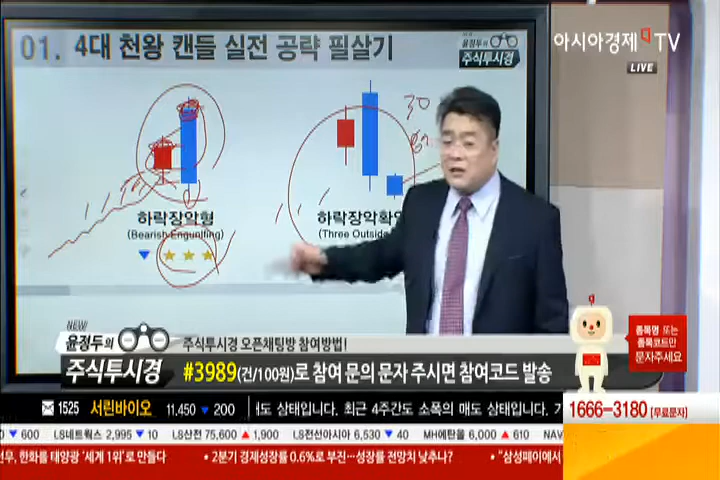 01. 4대 천왕 캔들 실전 공략 필살기
윤정두의
주식투시경
아시아경제 TV
LIVE
30
하락장악형
(Bearish Engulfing)
하락장악확인
(Three Outside
NEW!
윤정두의
주식투시경
주식투시경 오픈채팅방 참여방법!
#3989(건/100원)로 참여 문의 문자 주시면 참여코드 발송
종목명 또는
종목코드만
문자주세요
1525 서린바이오 11,450 ▼ 200
도 상태입니다. 최근 4주간도 소폭의 매도 상태입니다.
1666-3180 [무료문자]
▼ 600 LS네트웍스 2,995 ▼ 10 LS산전 75,600 ▲ 1,900 LS전선아시아 6,530 ▼ 40 MH에탄올 6,000 ▲ 610 NAV
우, 한화를 태양광 '세계 1위'로 만들다 • 2분기 경제성장률 0.6%로 부진…성장률 전망치 낮추나? • "삼성페이에서